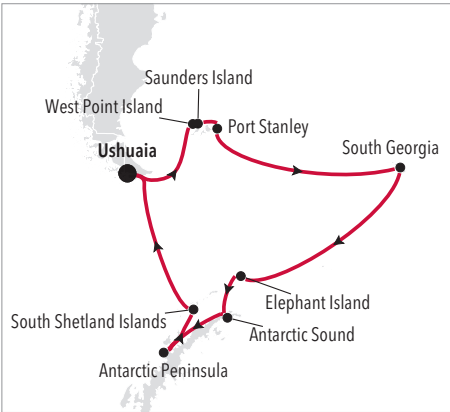 Saunders Island
West Point Island
Port Stanley
Ushuaia
South Georgia
Elephant Island
South Shetland Islands
Antarctic Sound
Antarctic Peninsula